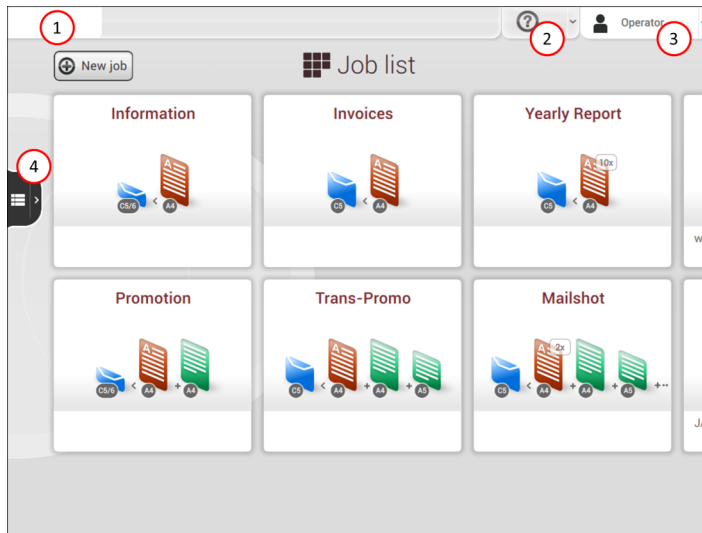 1
2
Operator
3
New job
Job list
Information
Invoices
Yearly Report
4
A
C5/6 < A4
A
C5 < A4
A 10x
C5 < A4
w
Promotion
Trans-Promo
Mailshot
A
C5/6 < A4 + A4
A
C5 < A4 + A4 + A5
A 2x
C5 < A4 + A4 + A5 +··
J